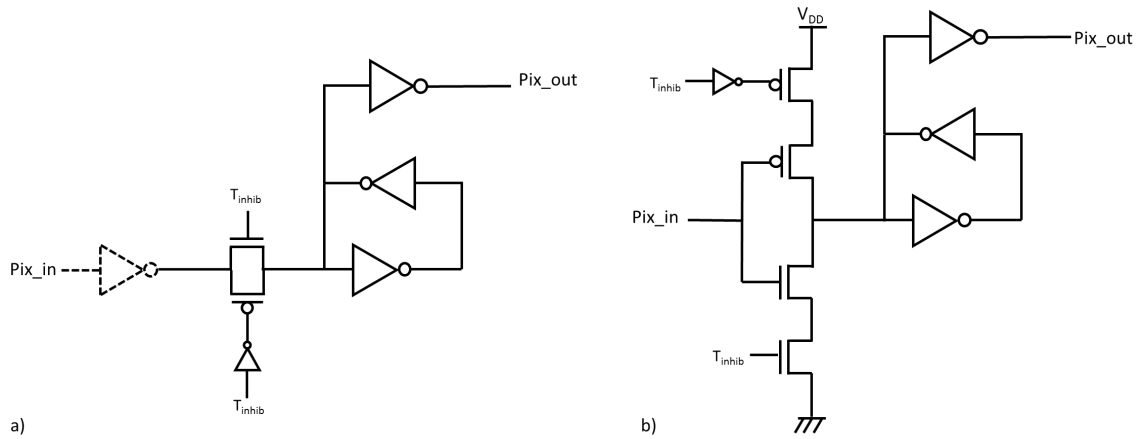 V_DD
Pix_out
Pix_out
T_inhib
T_inhib
Pix_in
Pix_in
T_inhib
T_inhib
a)
b)